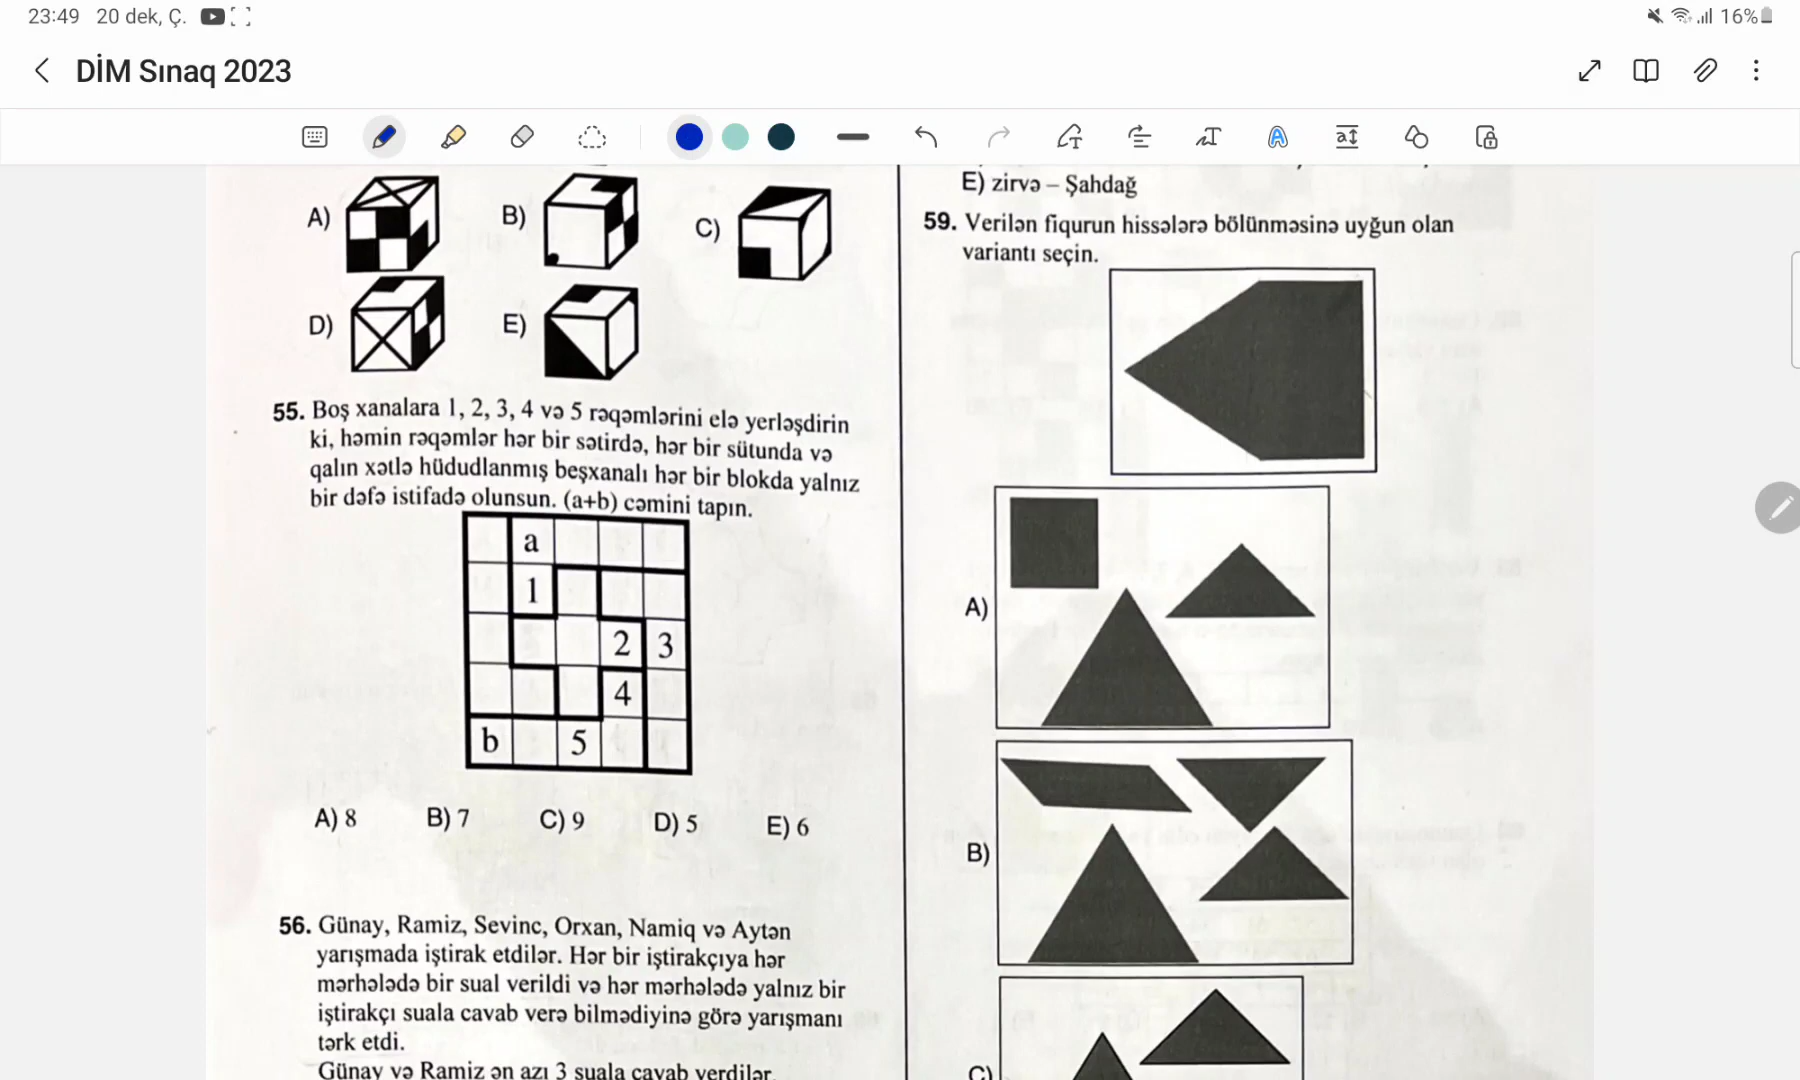 23:49 20 dek, Ç.
16%
DİM Sınaq 2023
A)
B)
C)
D)
E)
55. Boş xanalara 1, 2, 3, 4 və 5 rəqəmlərini elə yerləşdirin
ki, həmin rəqəmlər hər bir sətirdə, hər bir sütunda və
qalın xətlə hüdudlanmış beşxanalı hər bir blokda yalnız
bir dəfə istifadə olunsun. (a+b) cəmini tapın.
a
1
2 3
4
b 5
A) 8 B) 7 C) 9 D) 5 E) 6
56. Günay, Ramiz, Sevinc, Orxan, Namiq və Aytən
yarışmada iştirak etdilər. Hər bir iştirakçıya hər
mərhələdə bir sual verildi və hər mərhələdə yalnız bir
iştirakçı suala cavab verə bilmədiyinə görə yarışmanı
tərk etdi.
Günay və Ramiz ən azı 3 suala cavab verdilər.
E) zirvə – Şahdağ
59. Verilən fiqurun hissələrə bölünməsinə uyğun olan
variantı seçin.
A)
B)
C)